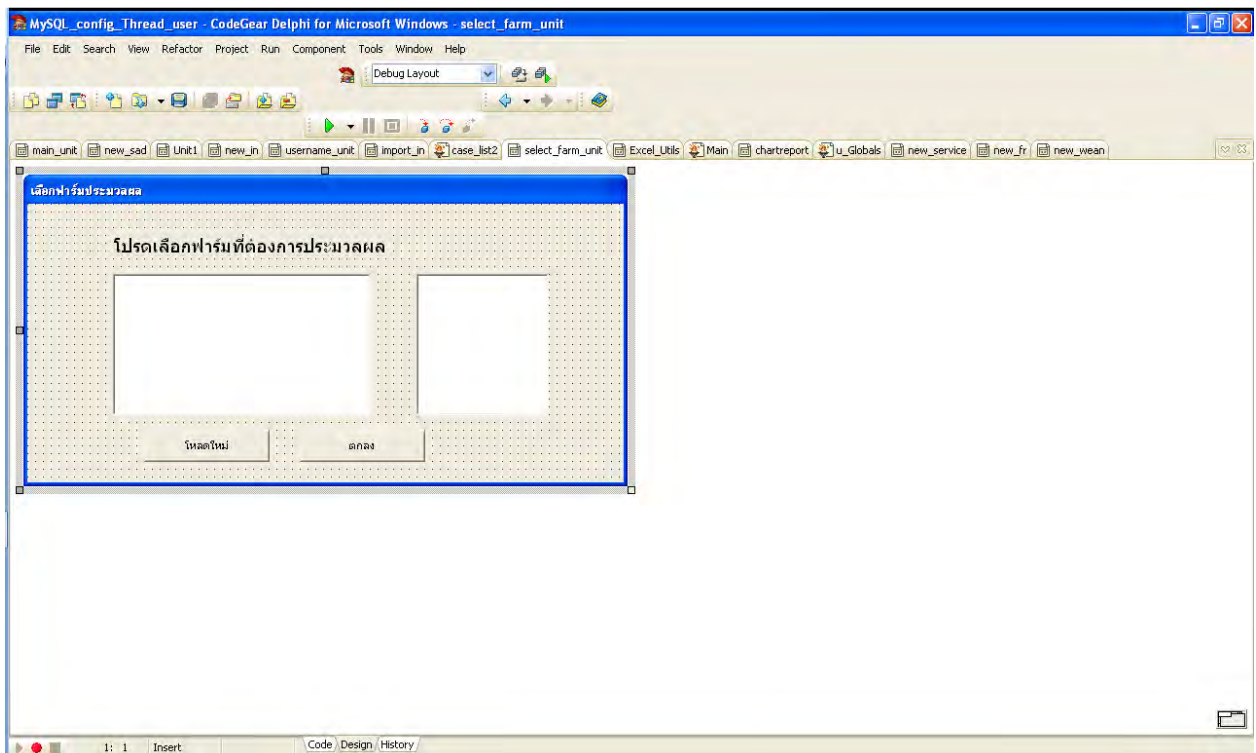 MySQL_config_Thread_user - CodeGear Delphi for Microsoft Windows - select_farm_unit
File Edit Search View Refactor Project Run Component Tools Window Help
Debug Layout
main_unit new_sad Unit1 new_in username_unit import_in case_list2 select_farm_unit Excel_Utils Main chartreport u_Globals new_service new_fr new_wean
เลือกฟาร์มประมวลผล
โปรดเลือกฟาร์มที่ต้องการประมวลผล
โหลดใหม่ ตกลง
1: 1 Insert Code Design History